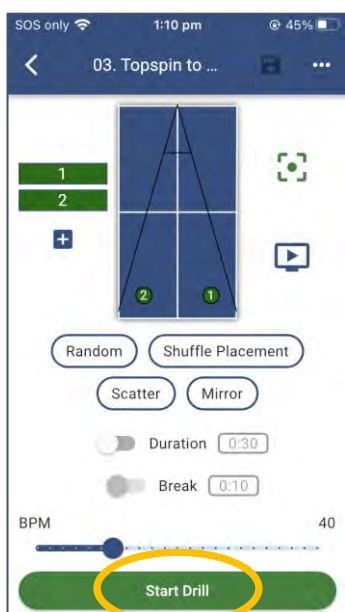 SOS only 1:10 pm 45%
03. Topspin to ...
1
2
2 1
Random Shuffle Placement
Scatter Mirror
Duration 0:30
Break 0:10
BPM 40
Start Drill